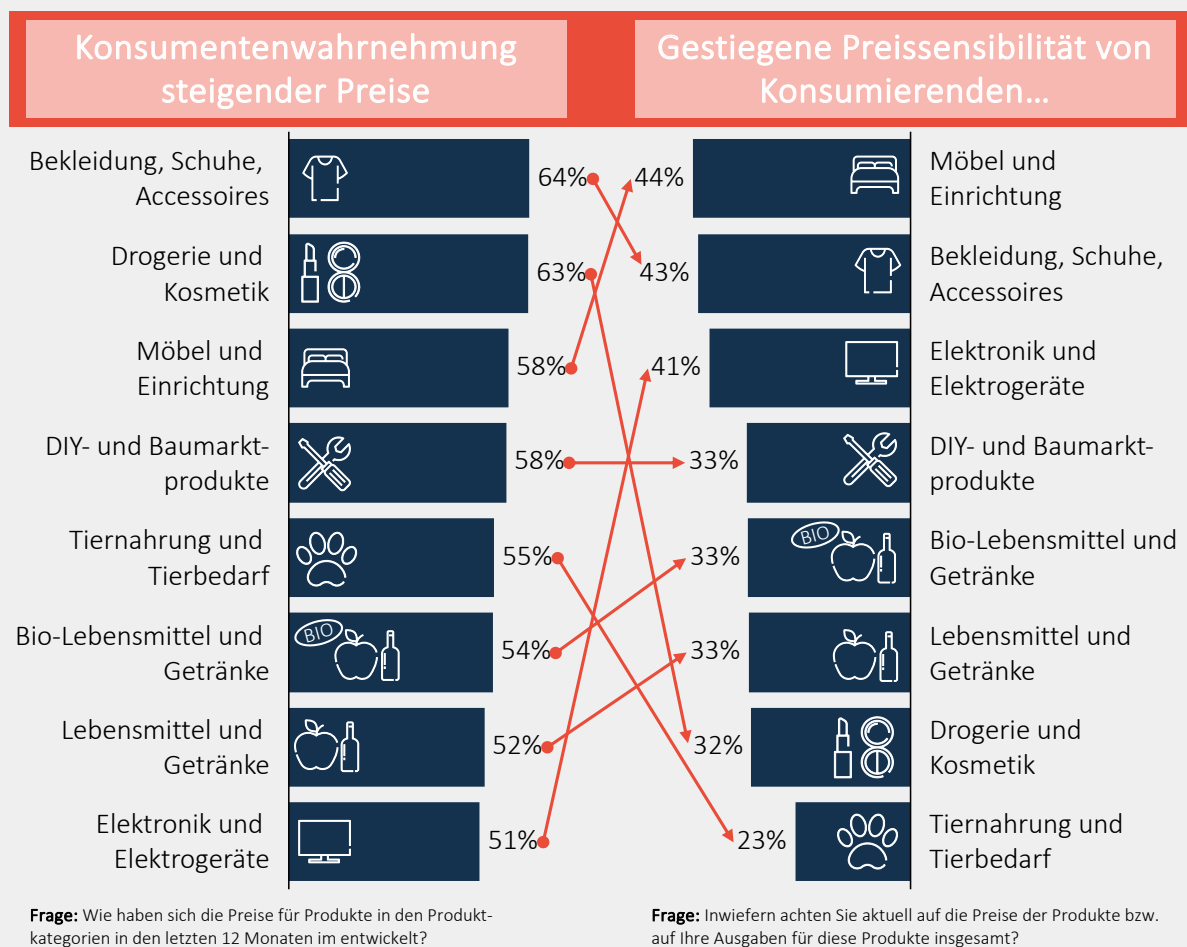 Konsumentenwahrnehmung
steigender Preise
Gestiegene Preissensibilität von
Konsumierenden...
Bekleidung, Schuhe,
Accessoires
64%
44%
Möbel und
Einrichtung
Drogerie und
Kosmetik
63%
43%
Bekleidung, Schuhe,
Accessoires
Möbel und
Einrichtung
58%
41%
Elektronik und
Elektrogeräte
DIY- und Baumarkt-
produkte
58%
33%
DIY- und Baumarkt-
produkte
Tiernahrung und
Tierbedarf
55%
33%
BIO
Bio-Lebensmittel und
Getränke
Bio-Lebensmittel und
Getränke
BIO
54%
33%
Lebensmittel und
Getränke
Lebensmittel und
Getränke
52%
32%
Drogerie und
Kosmetik
Elektronik und
Elektrogeräte
51%
23%
Tiernahrung und
Tierbedarf
Frage: Wie haben sich die Preise für Produkte in den Produkt-
kategorien in den letzten 12 Monaten im entwickelt?
Frage: Inwiefern achten Sie aktuell auf die Preise der Produkte bzw.
auf Ihre Ausgaben für diese Produkte insgesamt?